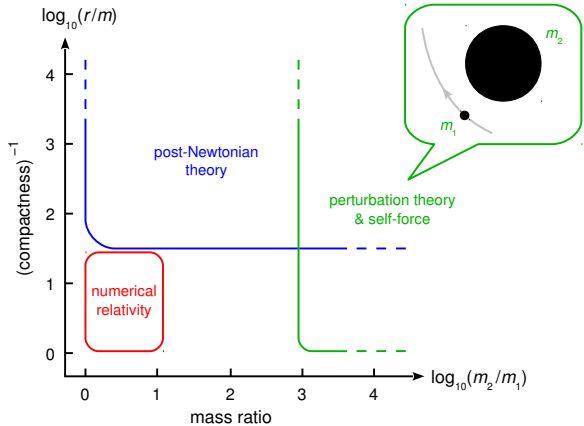 log₁₀(r/m)
m₂
m₁
4
3
2
1
0
(compactness)⁻¹
post-Newtonian
theory
perturbation theory
& self-force
numerical
relativity
0
1
2
3
4
log₁₀(m₂/m₁)
mass ratio